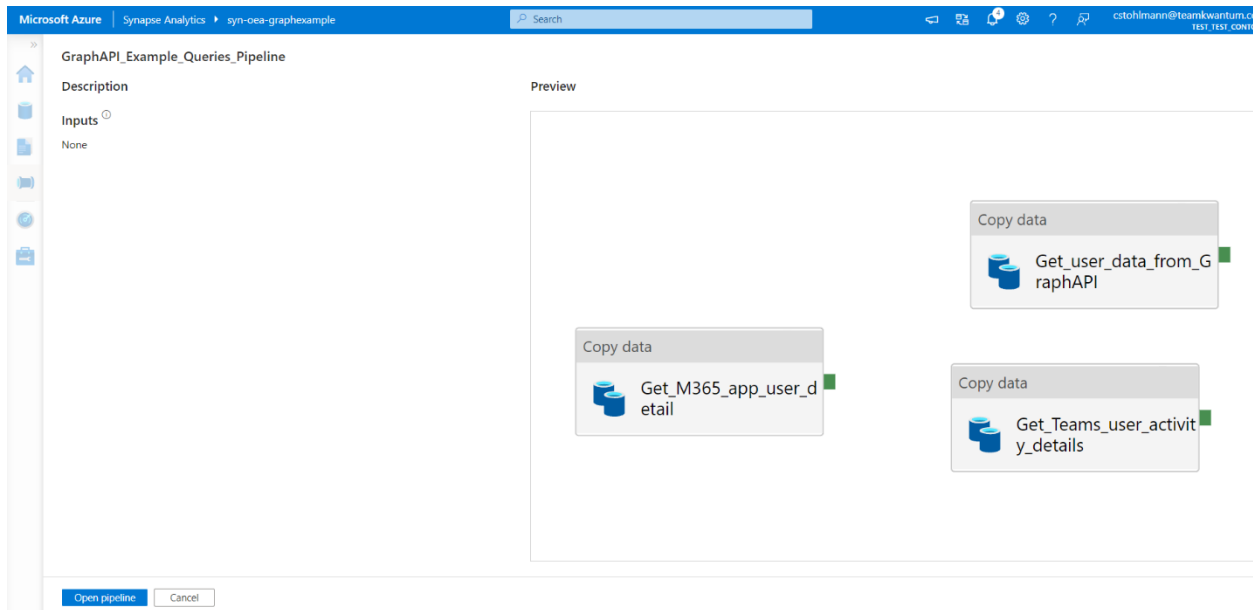 Microsoft Azure Synapse Analytics syn-oea-graphexample
Search
4
cstohlmann@teamkwantum.c
TEST_TEST_CONT
GraphAPI_Example_Queries_Pipeline
Description
Preview
Inputs
None
Copy data
Get_user_data_from_G
raphAPI
Copy data
Get_M365_app_user_d
etail
Copy data
Get_Teams_user_activit
y_details
Open pipeline Cancel